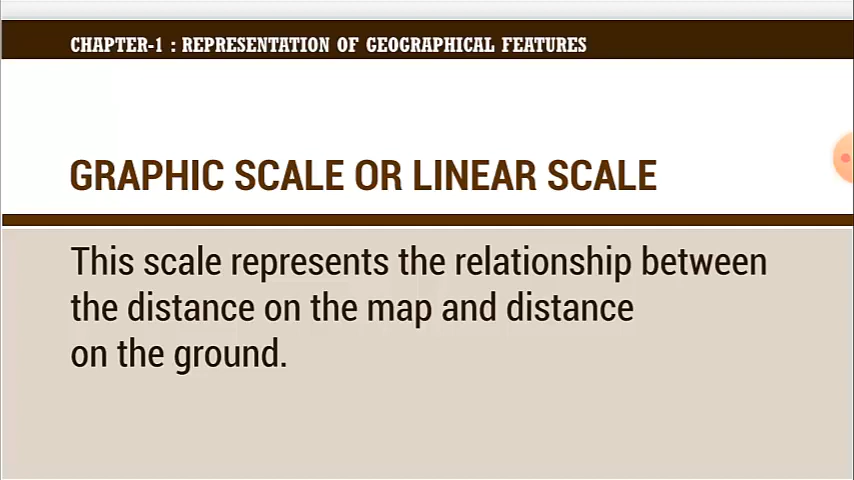 CHAPTER-1 : REPRESENTATION OF GEOGRAPHICAL FEATURES
GRAPHIC SCALE OR LINEAR SCALE
This scale represents the relationship between
the distance on the map and distance
on the ground.